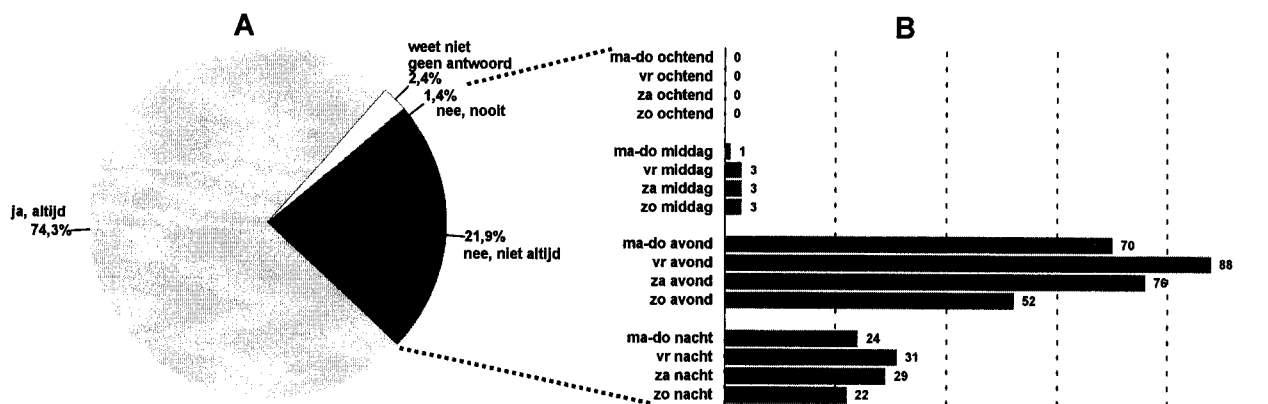 A
weet niet
geen antwoord
2,4%
1,4%
nee, nooit
ja, altijd
74,3%
21,9%
nee, niet altijd
B
ma-do ochtend 0
vr ochtend 0
za ochtend 0
zo ochtend 0
ma-do middag 1
vr middag 3
za middag 3
zo middag 3
ma-do avond 70
vr avond 88
za avond 76
zo avond 52
ma-do nacht 24
vr nacht 31
za nacht 29
zo nacht 22